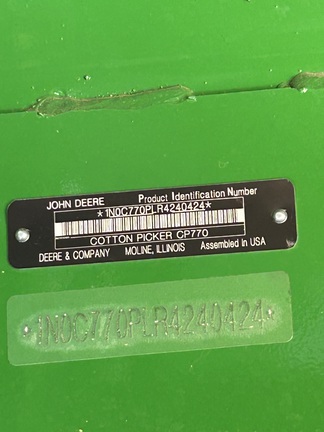 JOHN DEERE Product Identification Number
*1N0C770PLR4240424*
COTTON PICKER CP770
DEERE & COMPANY MOLINE, ILLINOIS Assembled in USA
*1N0C770PLR4240424*